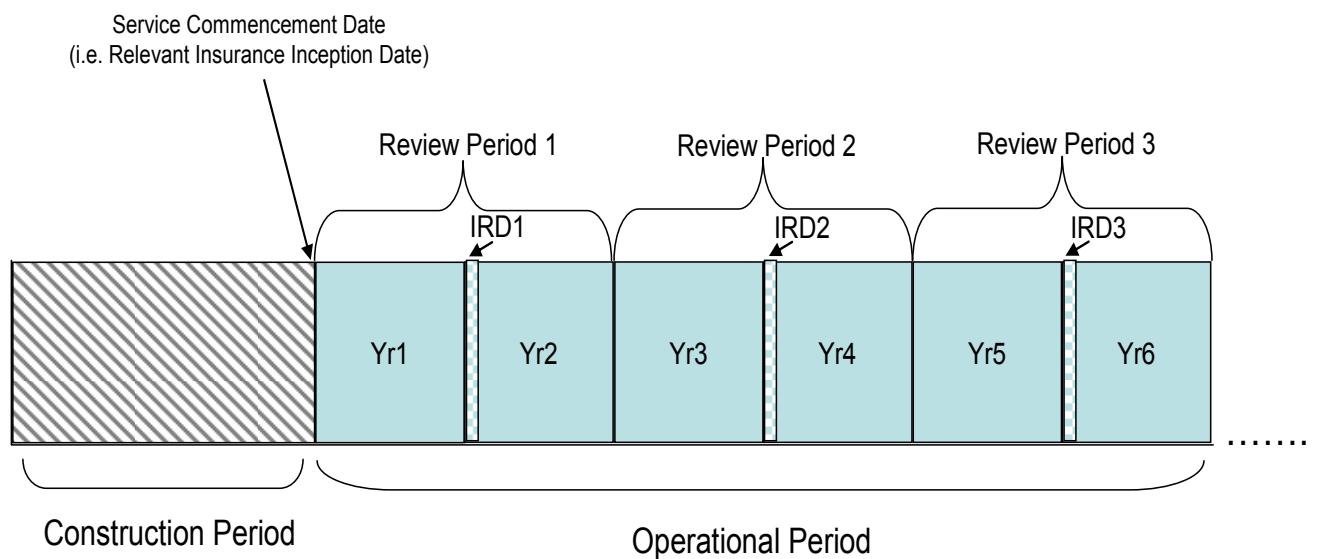 Service Commencement Date
(i.e. Relevant Insurance Inception Date)
Review Period 1
Review Period 2
Review Period 3
IRD1
IRD2
IRD3
Yr1
Yr2
Yr3
Yr4
Yr5
Yr6
.......
Construction Period
Operational Period